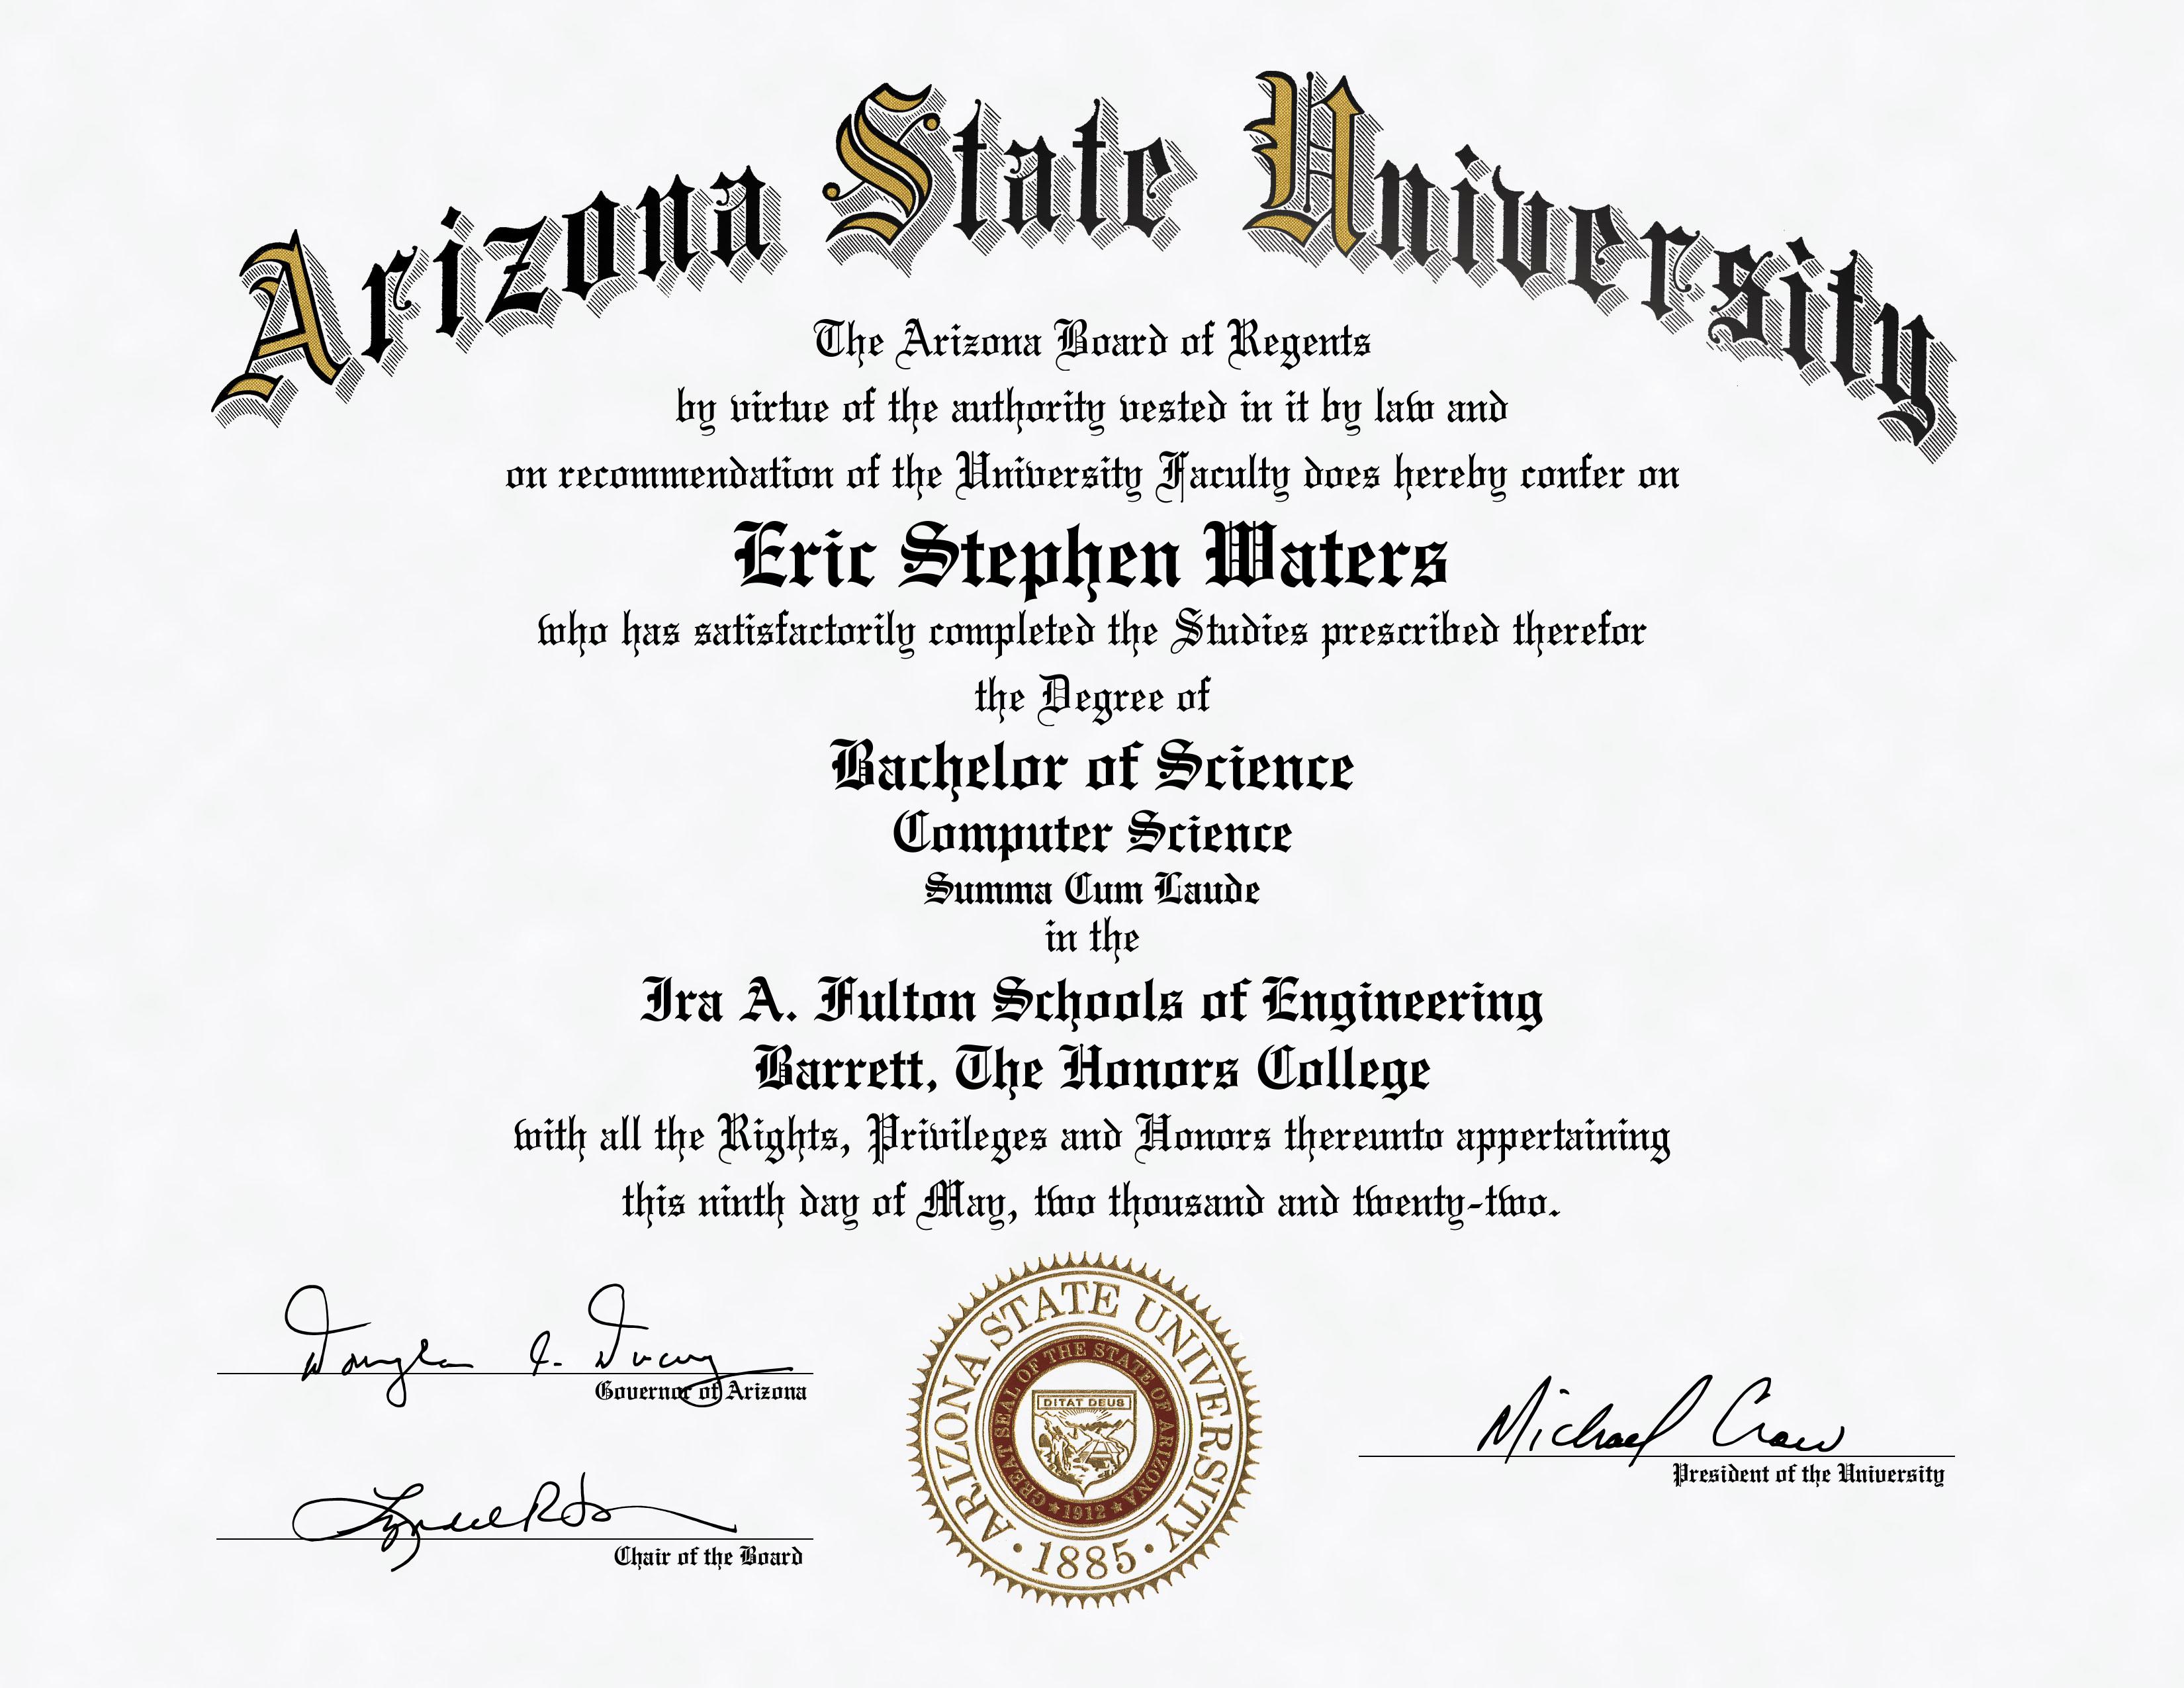 Arizona State University
The Arizona Board of Regents
by virtue of the authority vested in it by law and
on recommendation of the University Faculty does hereby confer on
Eric Stephen Waters
who has satisfactorily completed the Studies prescribed therefor
the Degree of
Bachelor of Science
Computer Science
Summa Cum Laude
in the
Ira A. Fulton Schools of Engineering
Barrett, The Honors College
with all the Rights, Privileges and Honors thereunto appertaining
this ninth day of May, two thousand and twenty-two.
Douglas A. Ducey
Governor of Arizona
Chair of the Board
ARIZONA STATE UNIVERSITY
GREAT SEAL OF THE STATE OF ARIZONA
DITAT DEUS
★ 1912 ★
· 1885 ·
Michael Crow
President of the University